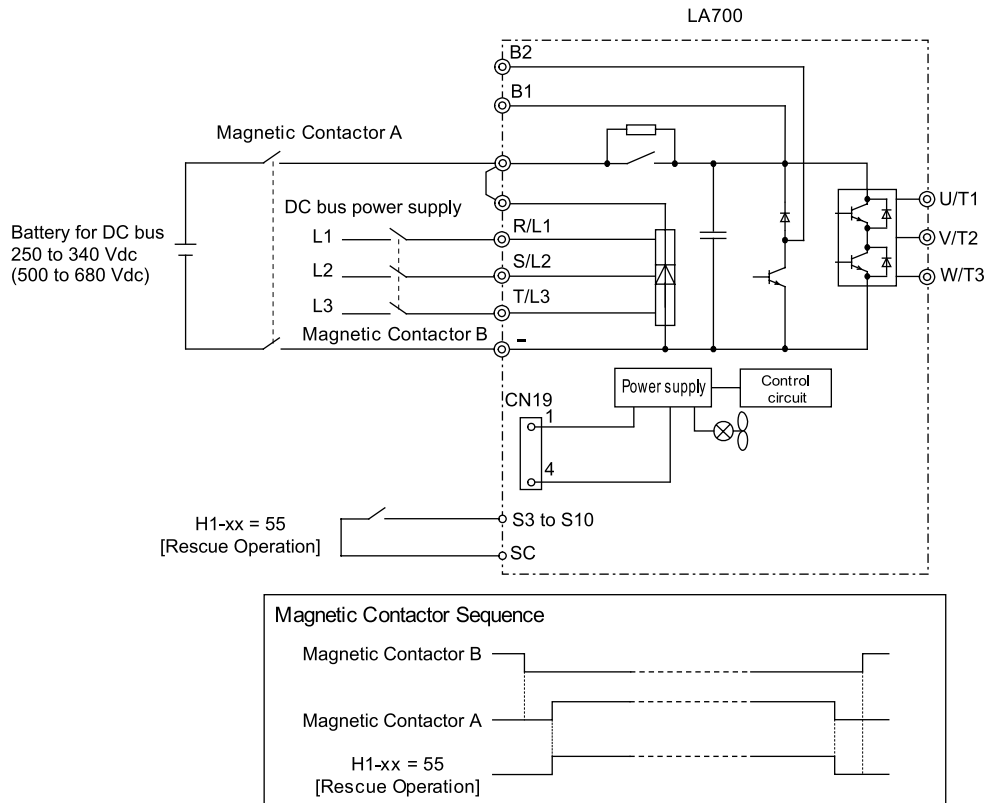 LA700
B2
B1
Magnetic Contactor A
DC bus power supply
Battery for DC bus
250 to 340 Vdc
(500 to 680 Vdc)
L1
R/L1
L2
S/L2
L3
T/L3
Magnetic Contactor B
-
U/T1
V/T2
W/T3
Power supply
Control
circuit
CN19
1
4
H1-xx = 55
[Rescue Operation]
S3 to S10
SC
Magnetic Contactor Sequence
Magnetic Contactor B
Magnetic Contactor A
H1-xx = 55
[Rescue Operation]